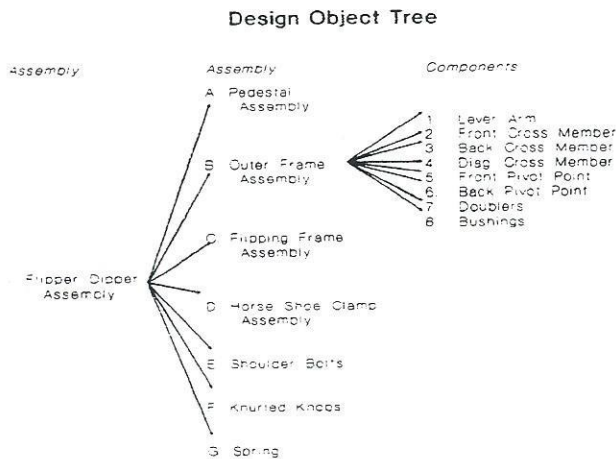 Design Object Tree
Assembly
Assembly
Components
A Pedestal
Assembly
B Outer Frame
Assembly
C Flipping Frame
Assembly
Flipper Dipper
Assembly
D Horse Shoe Clamp
Assembly
E Shoulder Bolts
F Knurled Knobs
G Spring
1 Lever Arm
2 Front Cross Member
3 Back Cross Member
4 Diag Cross Member
5 Front Pivot Point
6. Back Pivot Point
7 Doublers
8 Bushings